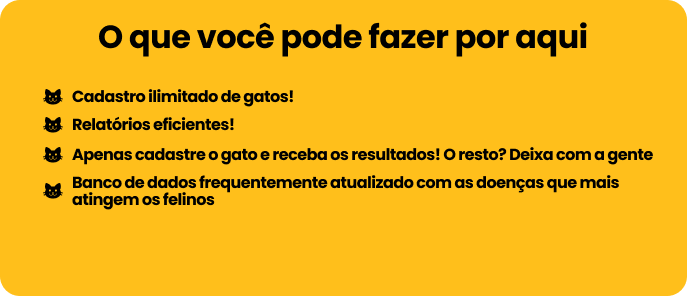 O que você pode fazer por aqui
Cadastro ilimitado de gatos!
Relatórios eficientes!
Apenas cadastre o gato e receba os resultados! O resto? Deixa com a gente
Banco de dados frequentemente atualizado com as doenças que mais
atingem os felinos